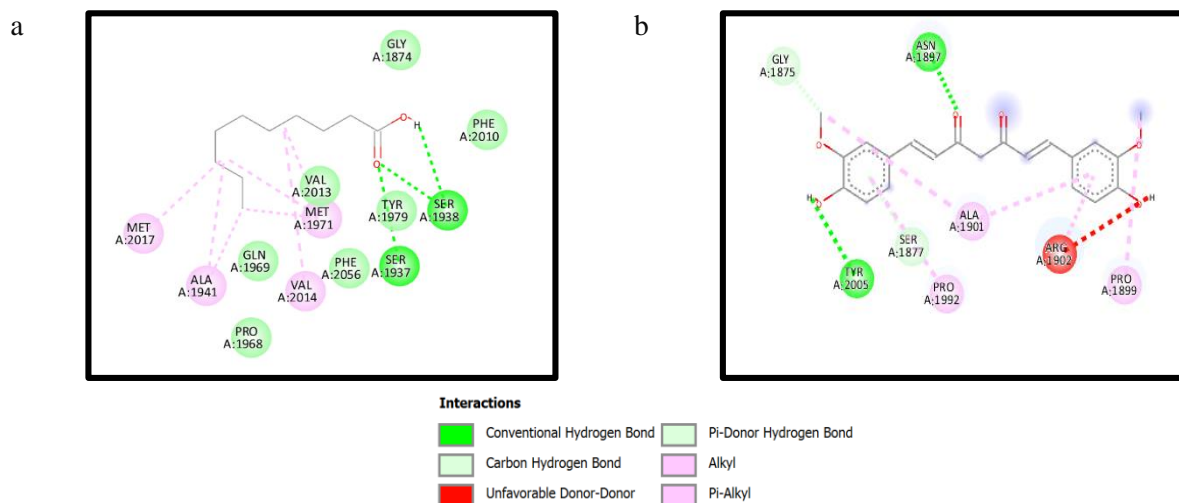 a
GLY
A:1874
PHE
A:2010
O
H
O
VAL
A:2013
MET
A:1971
TYR
A:1979
SER
A:1938
MET
A:2017
GLN
A:1969
PHE
A:2056
SER
A:1937
ALA
A:1941
VAL
A:2014
PRO
A:1968
b
ASN
A:1897
GLY
A:1875
O
O
O
O
H
O
O
H
ALA
A:1901
SER
A:1877
ARG
A:1902
TYR
A:2005
PRO
A:1992
PRO
A:1899
Interactions
Conventional Hydrogen Bond
Carbon Hydrogen Bond
Unfavorable Donor-Donor
Pi-Donor Hydrogen Bond
Alkyl
Pi-Alkyl